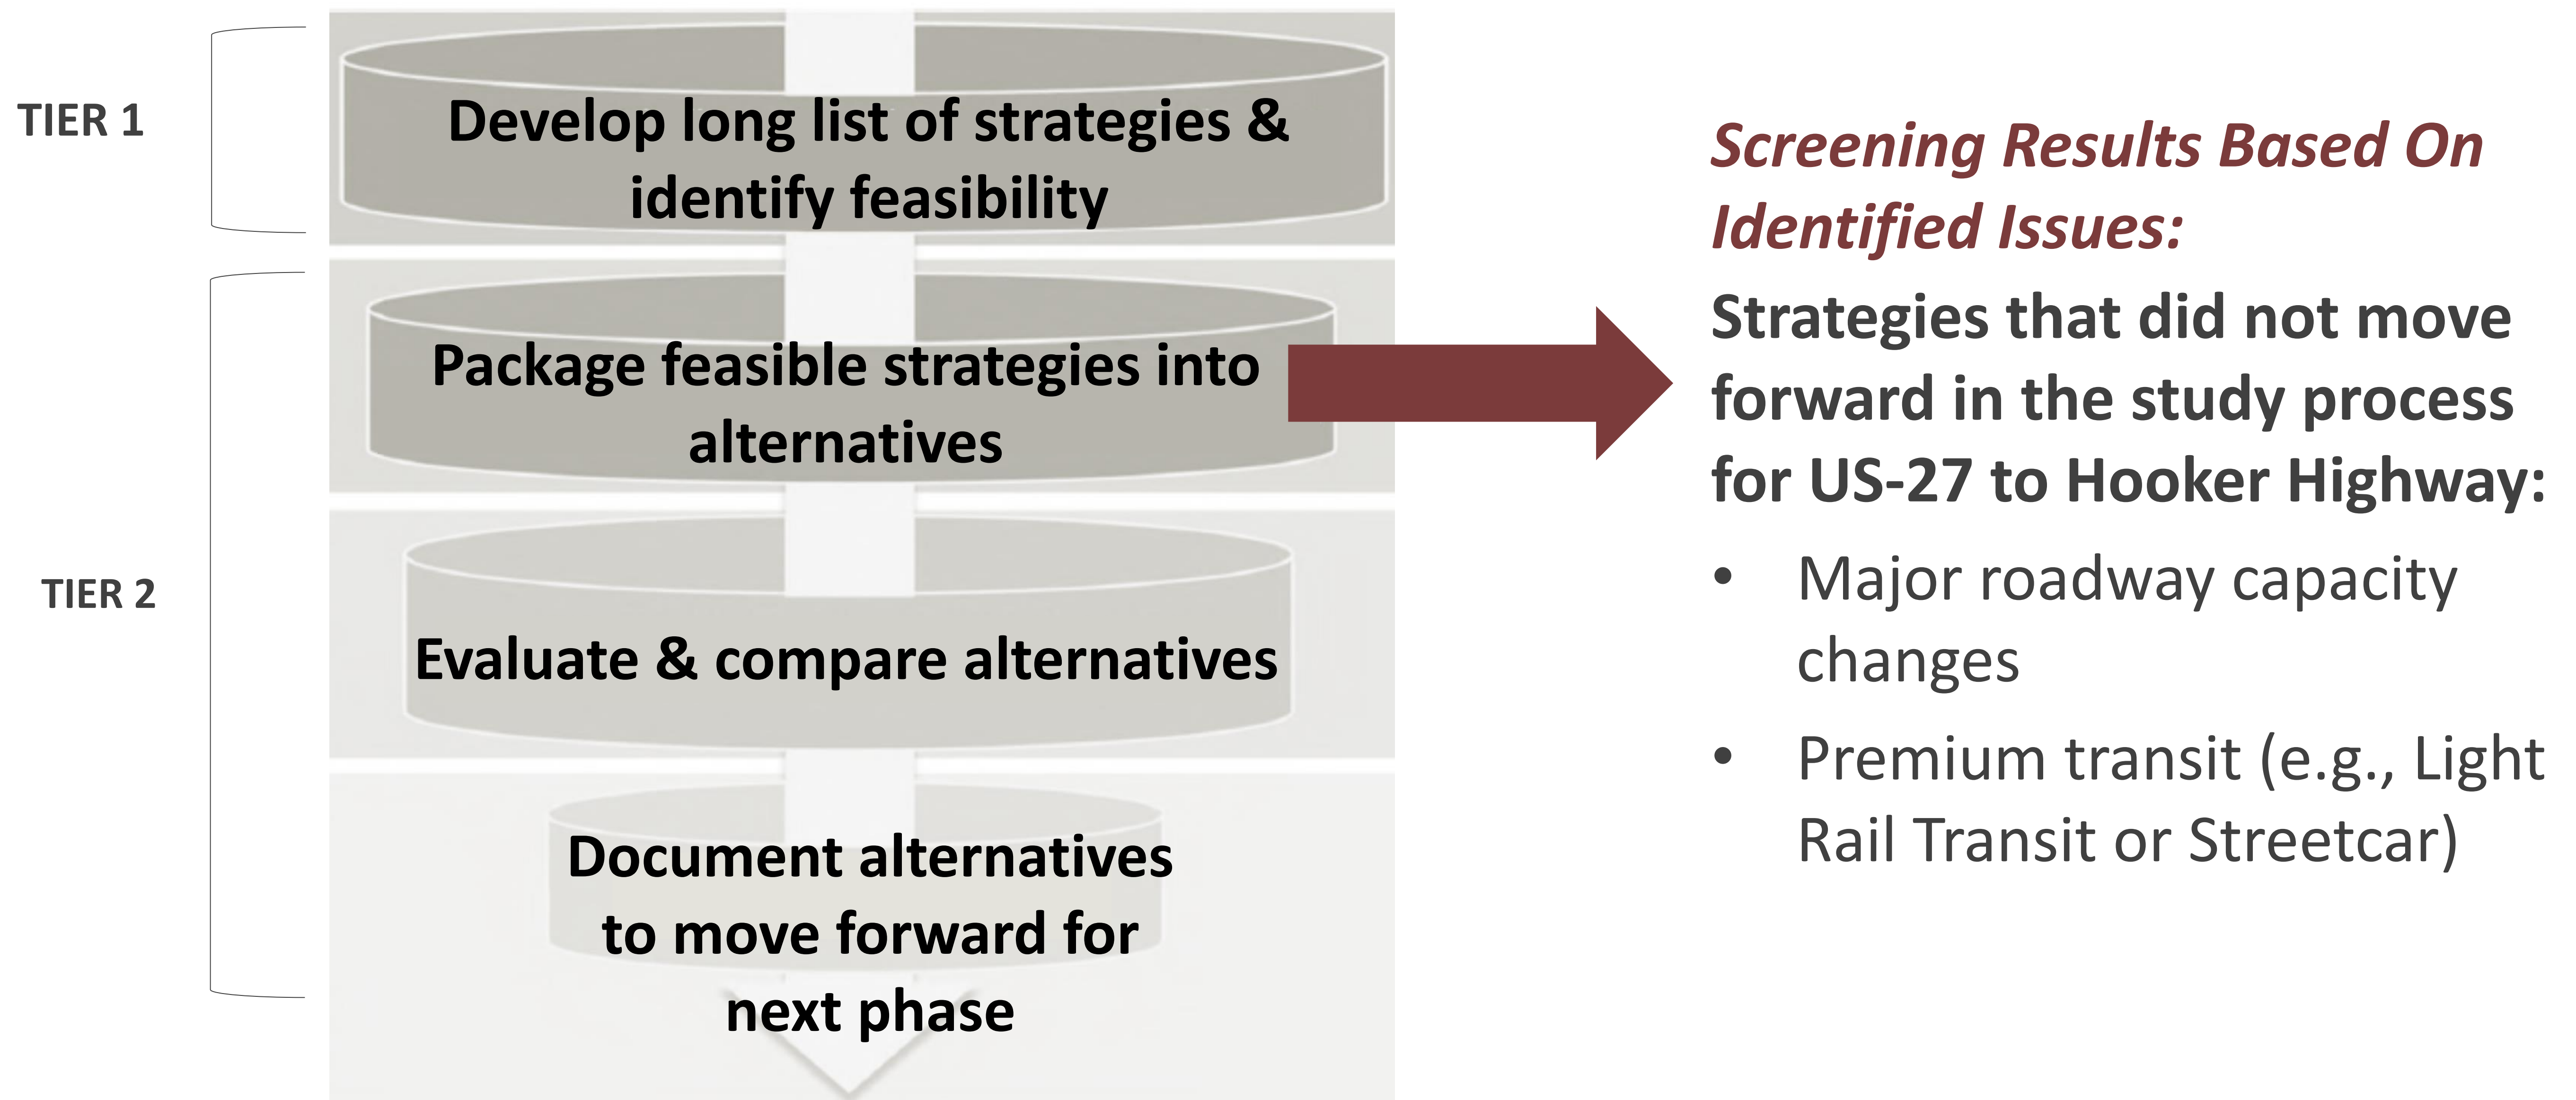 TIER 1
Develop long list of strategies &
identify feasibility
TIER 2
Package feasible strategies into
alternatives
Evaluate & compare alternatives
Document alternatives
to move forward for
next phase
Screening Results Based On
Identified Issues:
Strategies that did not move
forward in the study process
for US-27 to Hooker Highway:
• Major roadway capacity
changes
• Premium transit (e.g., Light
Rail Transit or Streetcar)